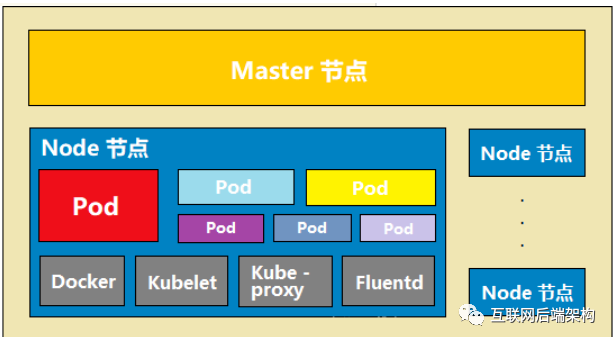 Master 节点
Node 节点
Pod
Pod
Pod
Pod
Pod
Pod
Docker
Kubelet
Kube -
proxy
Fluentd
Node 节点
.
.
.
Node 节点
互联网后端架构